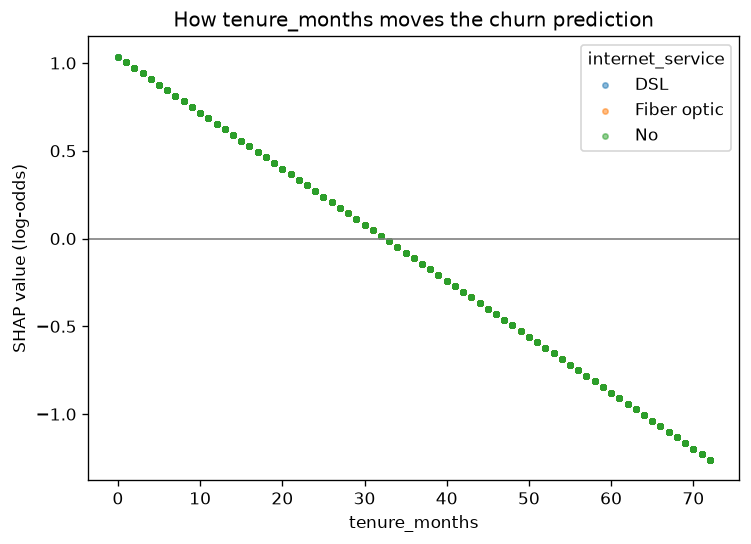 How tenure_months moves the churn prediction
internet_service
DSL
Fiber optic
No
SHAP value (log-odds)
1.0
0.5
0.0
−0.5
−1.0
0 10 20 30 40 50 60 70
tenure_months